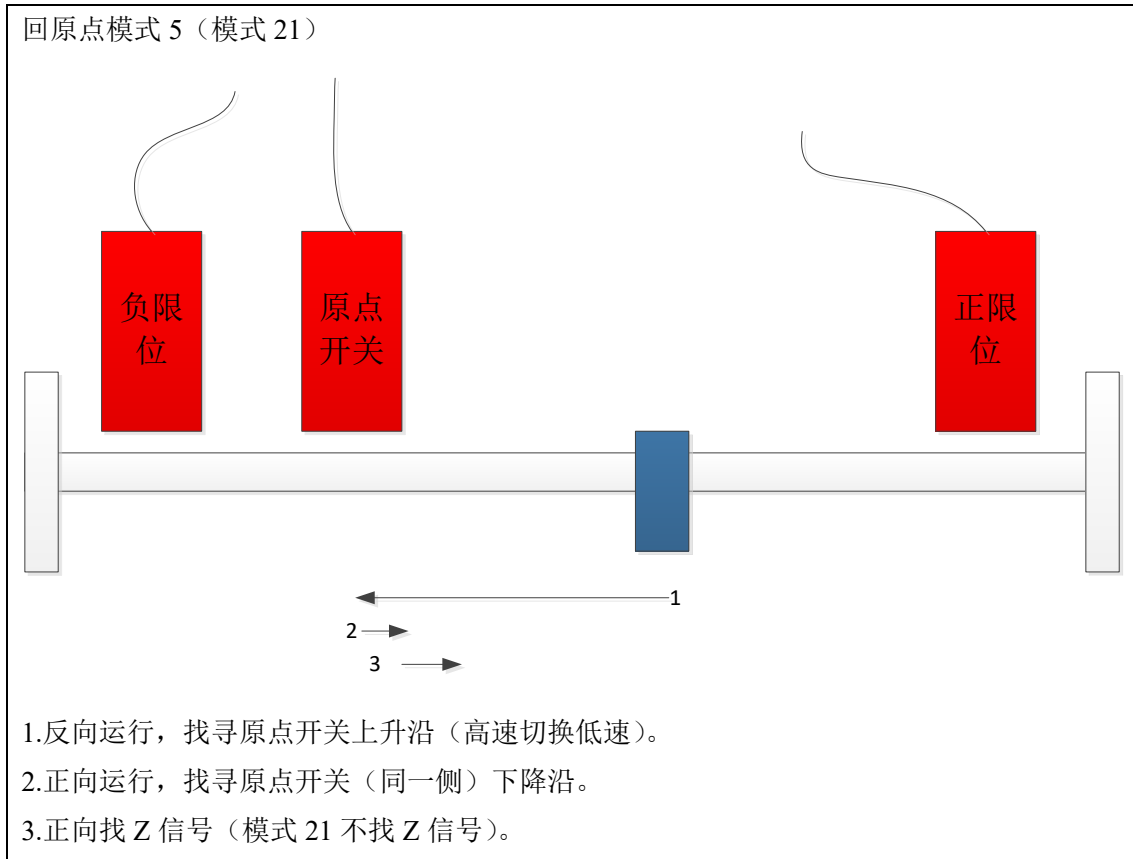 回原点模式 5（模式 21）
负限
位
原点
开关
正限
位
1
2
3
1.反向运行，找寻原点开关上升沿（高速切换低速）。
2.正向运行，找寻原点开关（同一侧）下降沿。
3.正向找 Z 信号（模式 21 不找 Z 信号）。